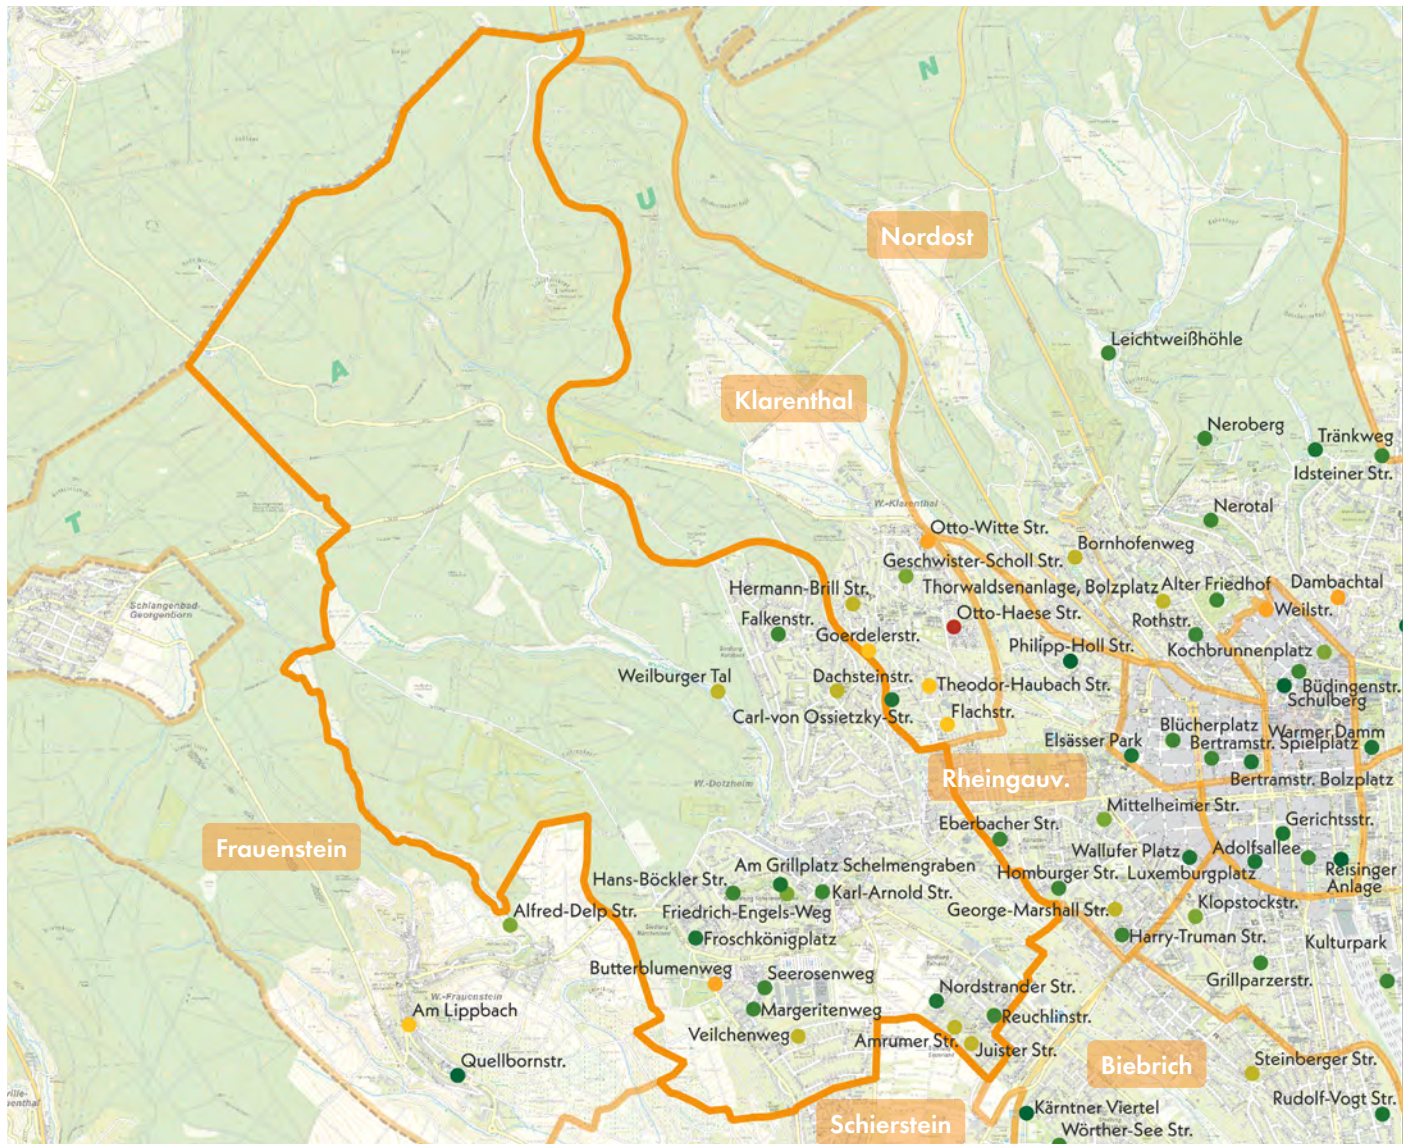 N
U
Nordost
Leichtweißhöhle
A
Klarenthal
Neroberg
Tränkweg
Idsteiner Str.
W.-Klarenthal
Nerotal
T
Otto-Witte Str.
Bornhofenweg
Geschwister-Scholl Str.
Hermann-Brill Str.
Thorwaldsenanlage, Bolzplatz
Alter Friedhof
Dambachtal
Schlangenbad-
Georgenborn
Falkenstr.
Otto-Haese Str.
Weilstr.
Rothstr.
Goerdelerstr.
Philipp-Holl Str.
Kochbrunnenplatz
Weilburger Tal
Dachsteinstr.
Theodor-Haubach Str.
Büdingenstr.
Schulberg
Carl-von Ossietzky-Str.
Flachstr.
Blücherplatz
Warmer Damm
Elsässer Park
Bertramstr. Spielplatz
Rheingauv.
Bertramstr. Bolzplatz
W.-Dotzheim
Mittelheimer Str.
Eberbacher Str.
Gerichtsstr.
Frauenstein
Wallufer Platz
Adolfsallee
Am Grillplatz Schelmengraben
Homburger Str.
Luxemburgplatz
Reisinger
Anlage
Hans-Böckler Str.
Karl-Arnold Str.
Klopstockstr.
Alfred-Delp Str.
Friedrich-Engels-Weg
George-Marshall Str.
Froschkönigplatz
Harry-Truman Str.
Kulturpark
Butterblumenweg
Seerosenweg
Grillparzerstr.
W.-Frauenstein
Nordstrander Str.
Am Lippbach
Margeritenweg
Reuchlinstr.
Veilchenweg
Amrumer Str.
Juister Str.
Quellbornstr.
Biebrich
Steinberger Str.
Kärntner Viertel
Rudolf-Vogt Str.
Schierstein
Wörther-See Str.